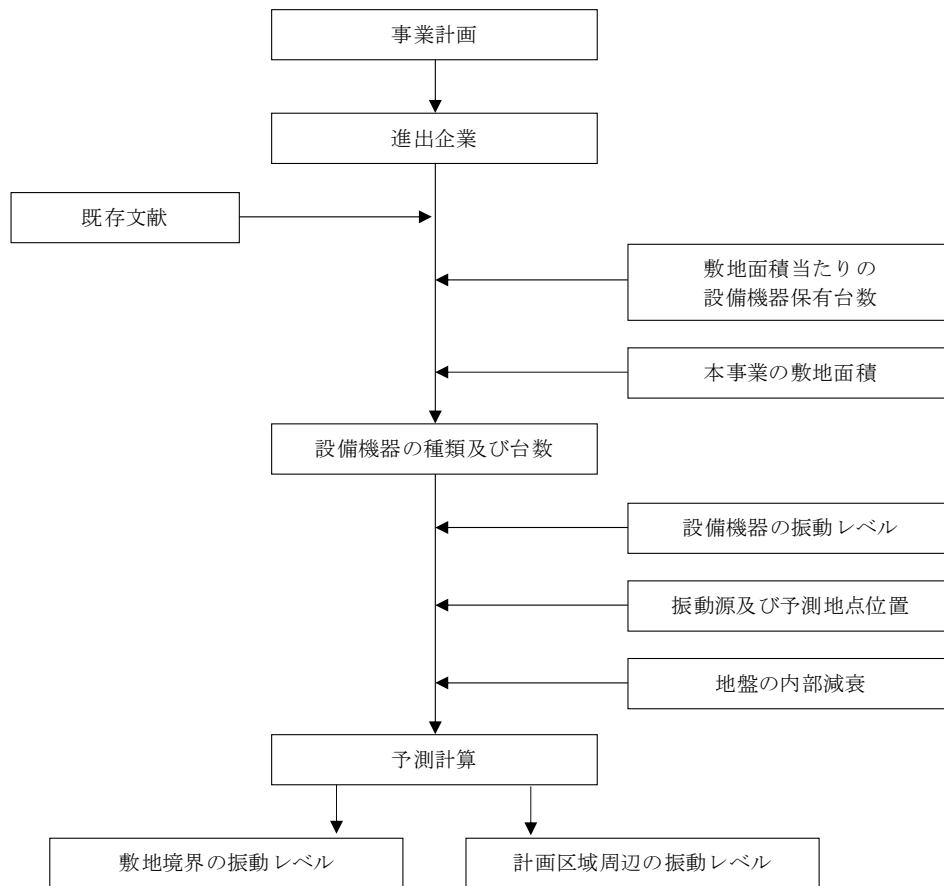 事業計画
進出企業
既存文献
敷地面積当たりの
設備機器保有台数
本事業の敷地面積
設備機器の種類及び台数
設備機器の振動レベル
振動源及び予測地点位置
地盤の内部減衰
予測計算
敷地境界の振動レベル
計画区域周辺の振動レベル